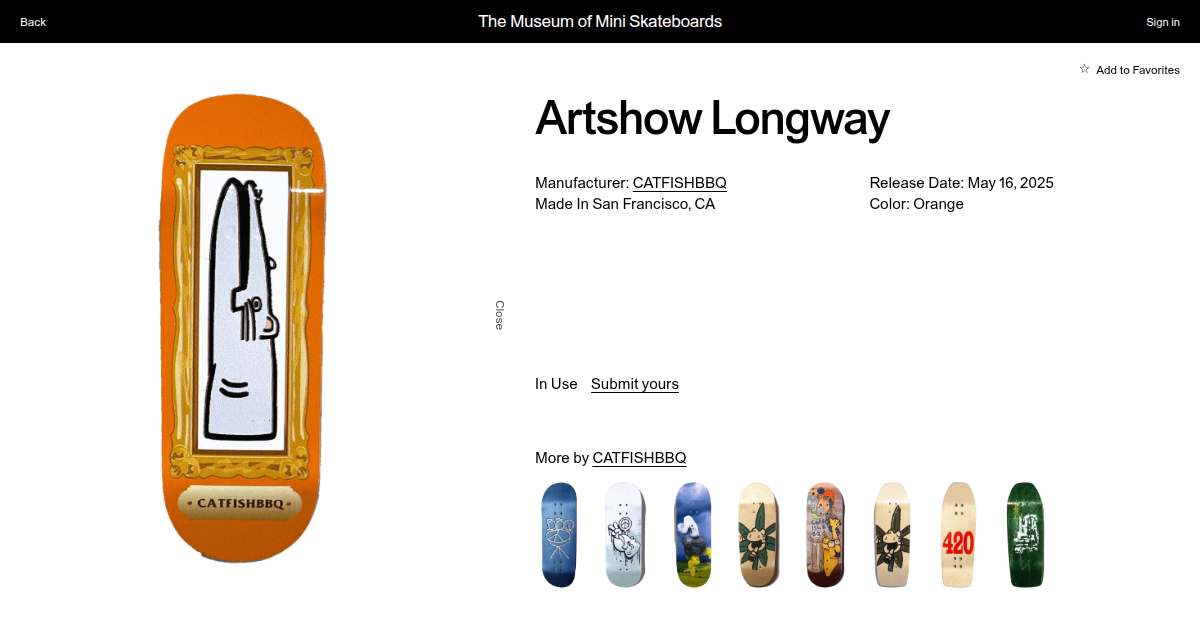 Back
The Museum of Mini Skateboards
Sign in
☆ Add to Favorites
Artshow Longway
Manufacturer: CATFISHBBQ
Release Date: May 16, 2025
Made In San Francisco, CA
Color: Orange
Close
In Use Submit yours
CATFISHBBQ
More by CATFISHBBQ
420